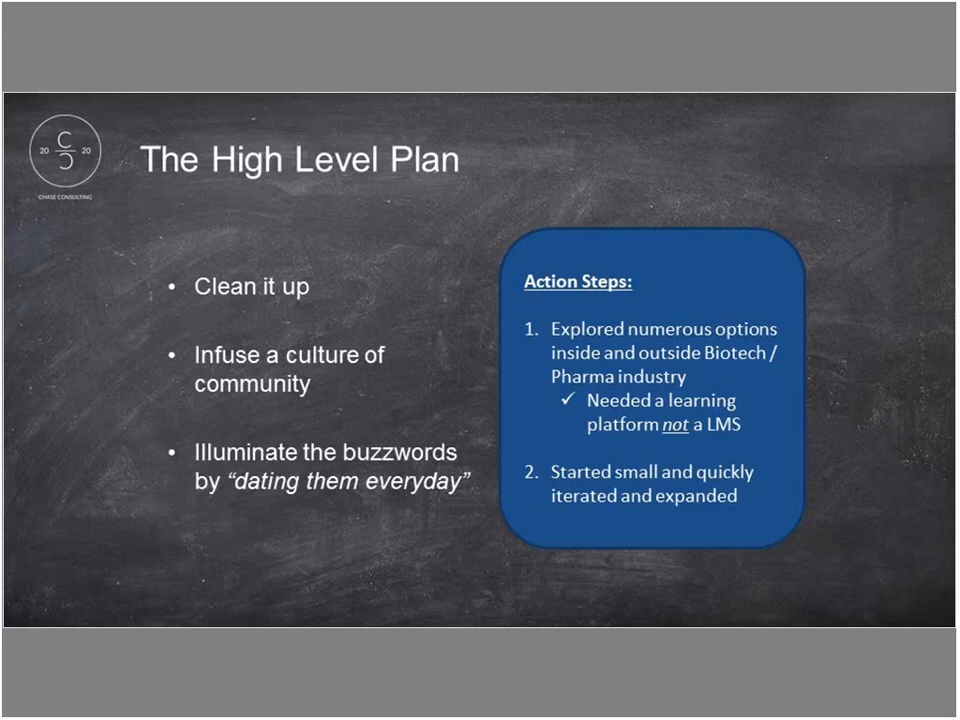 C
20 20
C
CHASE CONSULTING
The High Level Plan
• Clean it up
• Infuse a culture of
community
• Illuminate the buzzwords
by “dating them everyday”
Action Steps:
1. Explored numerous options
inside and outside Biotech /
Pharma industry
✓ Needed a learning
platform not a LMS
2. Started small and quickly
iterated and expanded